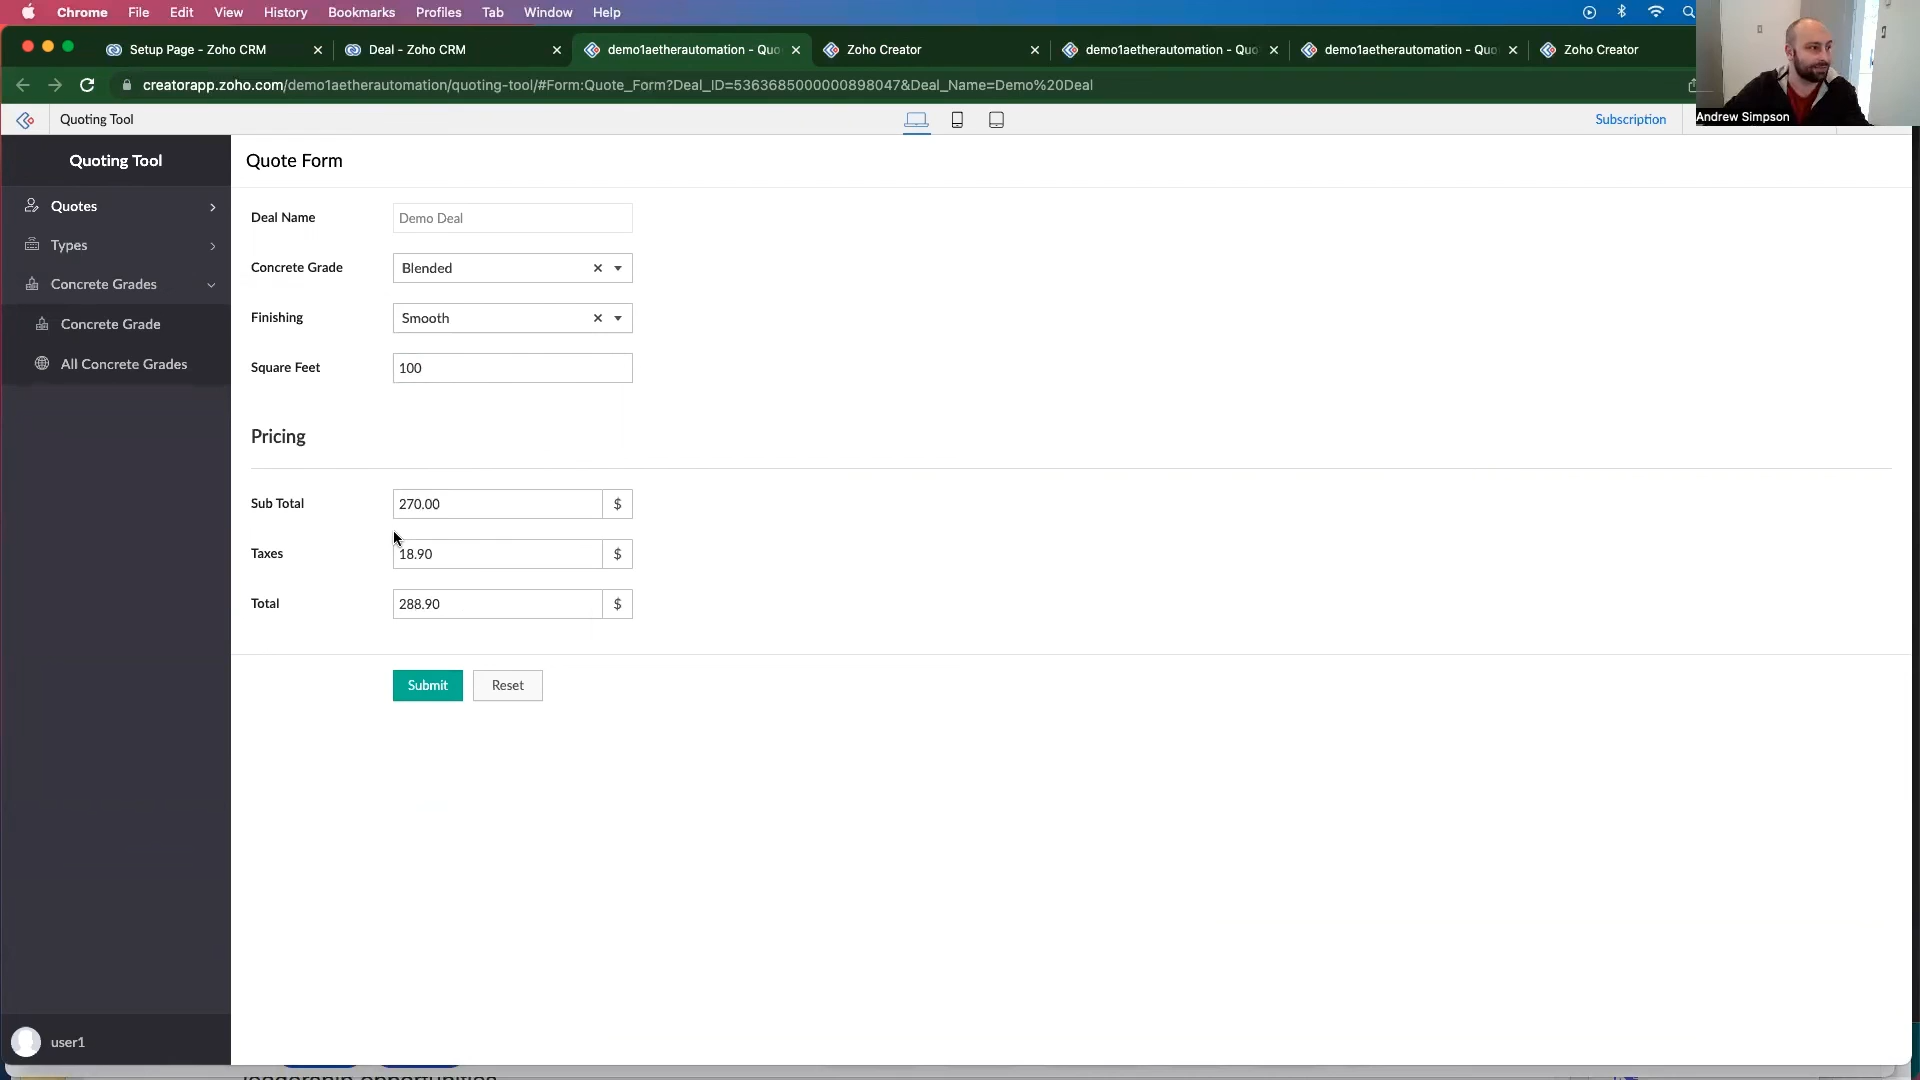 Chrome File Edit View History Bookmarks Profiles Tab Window Help
Setup Page - Zoho CRM
Deal - Zoho CRM
demo1aetherautomation - Quo
Zoho Creator
demo1aetherautomation - Quo
demo1aetherautomation - Quo
Zoho Creator
creatorapp.zoho.com/demo1aetherautomation/quoting-tool/#Form:Quote_Form?Deal_ID=5363685000000898047&Deal_Name=Demo%20Deal
Andrew Simpson
Quoting Tool
Subscription
Quoting Tool
Quotes
Types
Concrete Grades
Concrete Grade
All Concrete Grades
user1
Quote Form
Deal Name Demo Deal
Concrete Grade Blended
Finishing Smooth
Square Feet 100
Pricing
Sub Total 270.00 $
Taxes 18.90 $
Total 288.90 $
Submit Reset